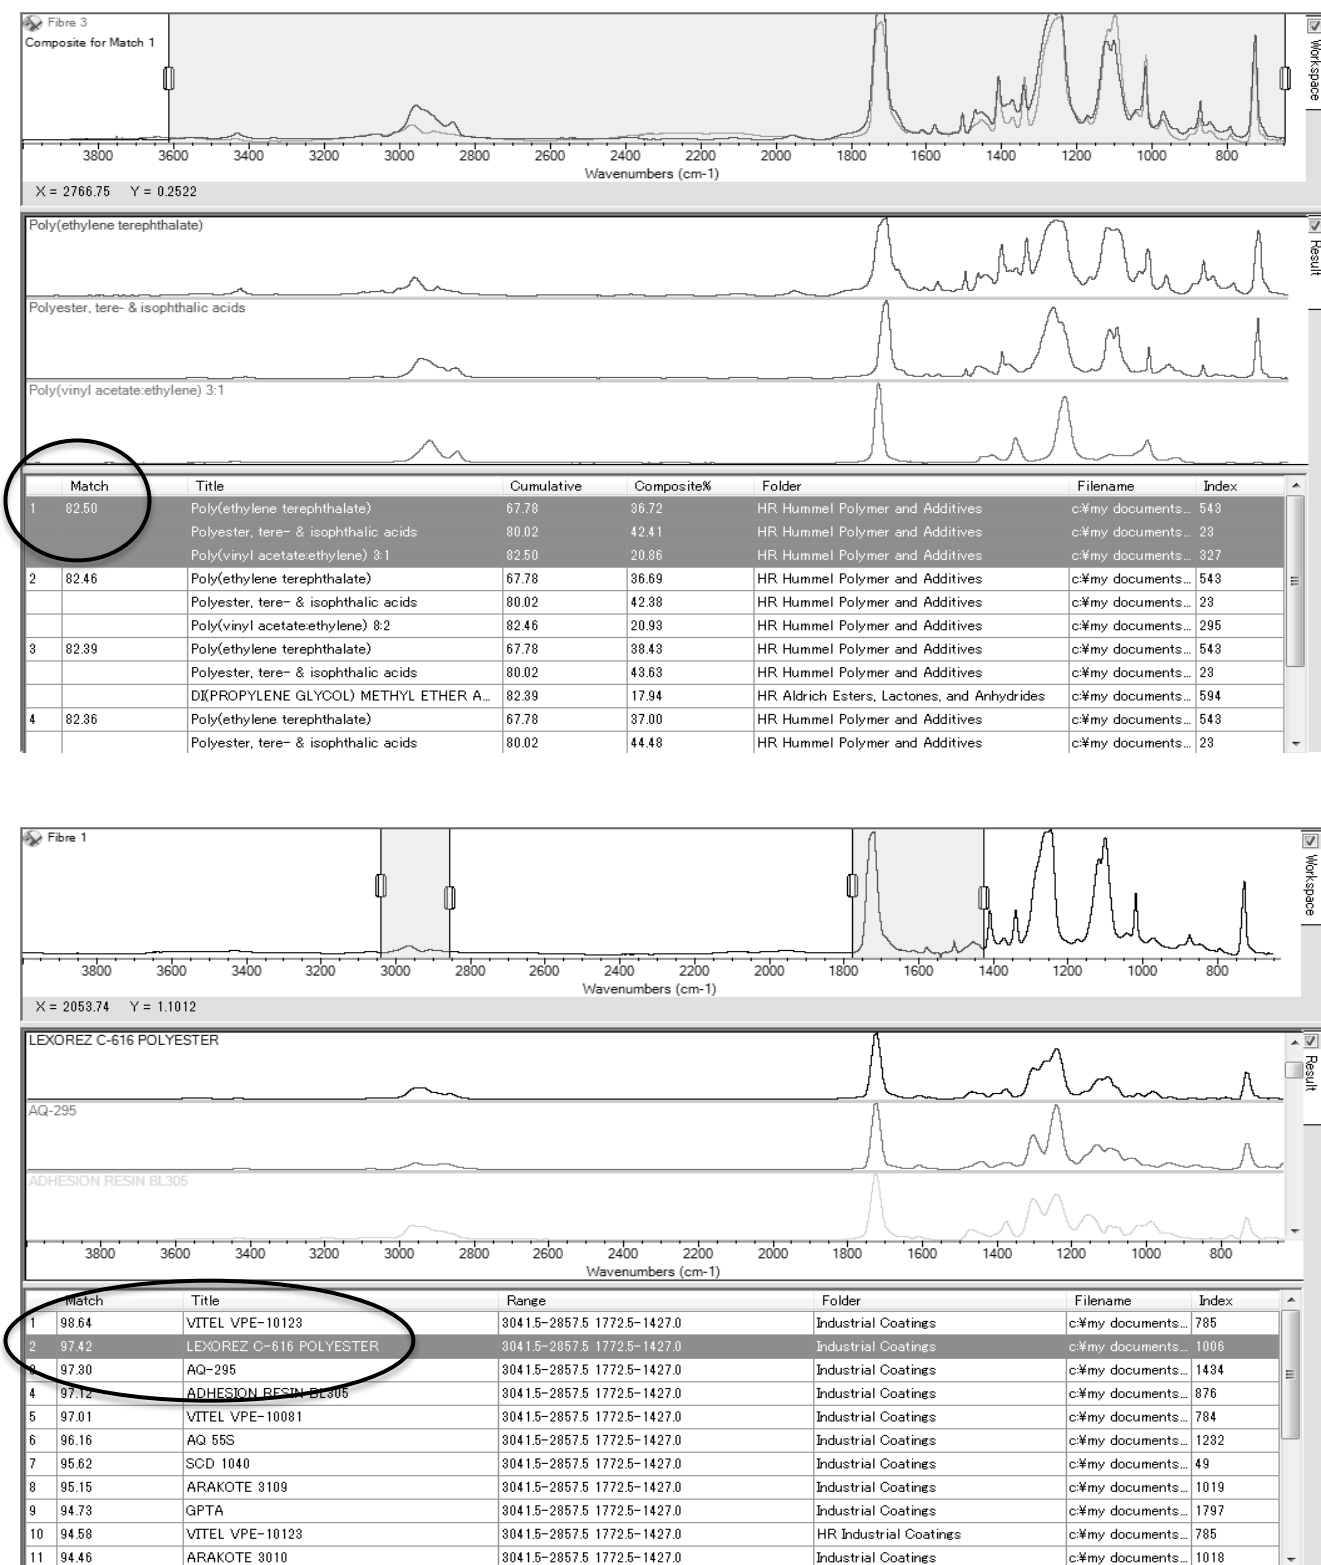 Fibre 3
Composite for Match 1
Workspace
3800 3600 3400 3200 3000 2800 2600 2400 2200 2000 1800 1600 1400 1200 1000 800
Wavenumbers (cm-1)
X = 2766.75 Y = 0.2522
Poly(ethylene terephthalate)
Result
Polyester, tere- & isophthalic acids
Poly(vinyl acetate:ethylene) 3:1
Match Title Cumulative Composite% Folder Filename Index
1 82.50 Poly(ethylene terephthalate) 67.78 36.72 HR Hummel Polymer and Additives c:¥my documents... 543
Polyester, tere- & isophthalic acids 80.02 42.41 HR Hummel Polymer and Additives c:¥my documents... 23
Poly(vinyl acetate:ethylene) 3:1 82.50 20.86 HR Hummel Polymer and Additives c:¥my documents... 327
2 82.46 Poly(ethylene terephthalate) 67.78 36.69 HR Hummel Polymer and Additives c:¥my documents... 543
Polyester, tere- & isophthalic acids 80.02 42.38 HR Hummel Polymer and Additives c:¥my documents... 23
Poly(vinyl acetate:ethylene) 8:2 82.46 20.93 HR Hummel Polymer and Additives c:¥my documents... 295
3 82.39 Poly(ethylene terephthalate) 67.78 38.43 HR Hummel Polymer and Additives c:¥my documents... 543
Polyester, tere- & isophthalic acids 80.02 43.63 HR Hummel Polymer and Additives c:¥my documents... 23
DI(PROPYLENE GLYCOL) METHYL ETHER A... 82.39 17.94 HR Aldrich Esters, Lactones, and Anhydrides c:¥my documents... 594
4 82.36 Poly(ethylene terephthalate) 67.78 37.00 HR Hummel Polymer and Additives c:¥my documents... 543
Polyester, tere- & isophthalic acids 80.02 44.48 HR Hummel Polymer and Additives c:¥my documents... 23
Fibre 1
Workspace
3800 3600 3400 3200 3000 2800 2600 2400 2200 2000 1800 1600 1400 1200 1000 800
Wavenumbers (cm-1)
X = 2053.74 Y = 1.1012
LEXOREZ C-616 POLYESTER
Result
AQ-295
ADHESION RESIN BL305
3800 3600 3400 3200 3000 2800 2600 2400 2200 2000 1800 1600 1400 1200 1000 800
Wavenumbers (cm-1)
Match Title Range Folder Filename Index
1 98.64 VITEL VPE-10123 3041.5-2857.5 1772.5-1427.0 Industrial Coatings c:¥my documents... 785
2 97.42 LEXOREZ C-616 POLYESTER 3041.5-2857.5 1772.5-1427.0 Industrial Coatings c:¥my documents... 1006
3 97.30 AQ-295 3041.5-2857.5 1772.5-1427.0 Industrial Coatings c:¥my documents... 1434
4 97.12 ADHESION RESIN BL305 3041.5-2857.5 1772.5-1427.0 Industrial Coatings c:¥my documents... 876
5 97.01 VITEL VPE-10081 3041.5-2857.5 1772.5-1427.0 Industrial Coatings c:¥my documents... 784
6 96.16 AQ 55S 3041.5-2857.5 1772.5-1427.0 Industrial Coatings c:¥my documents... 1232
7 95.62 SCD 1040 3041.5-2857.5 1772.5-1427.0 Industrial Coatings c:¥my documents... 49
8 95.15 ARAKOTE 3109 3041.5-2857.5 1772.5-1427.0 Industrial Coatings c:¥my documents... 1019
9 94.73 GPTA 3041.5-2857.5 1772.5-1427.0 Industrial Coatings c:¥my documents... 1797
10 94.58 VITEL VPE-10123 3041.5-2857.5 1772.5-1427.0 HR Industrial Coatings c:¥my documents... 785
11 94.46 ARAKOTE 3010 3041.5-2857.5 1772.5-1427.0 Industrial Coatings c:¥my documents... 1018